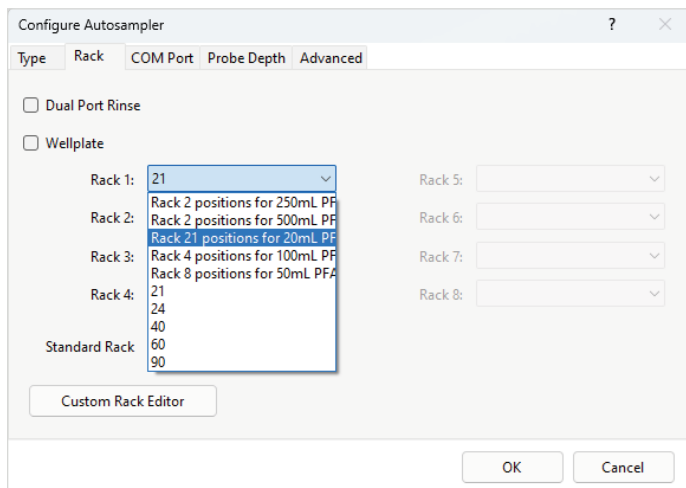 Configure Autosampler ?
Type Rack COM Port Probe Depth Advanced
Dual Port Rinse
Wellplate
Rack 1: 21 Rack 5:
Rack 2 positions for 250mL PF
Rack 2: Rack 2 positions for 500mL PF Rack 6:
Rack 21 positions for 20mL PF
Rack 3: Rack 4 positions for 100mL PF Rack 7:
Rack 8 positions for 50mL PFA
Rack 4: 21 Rack 8:
24
40
Standard Rack 60
90
Custom Rack Editor
OK Cancel